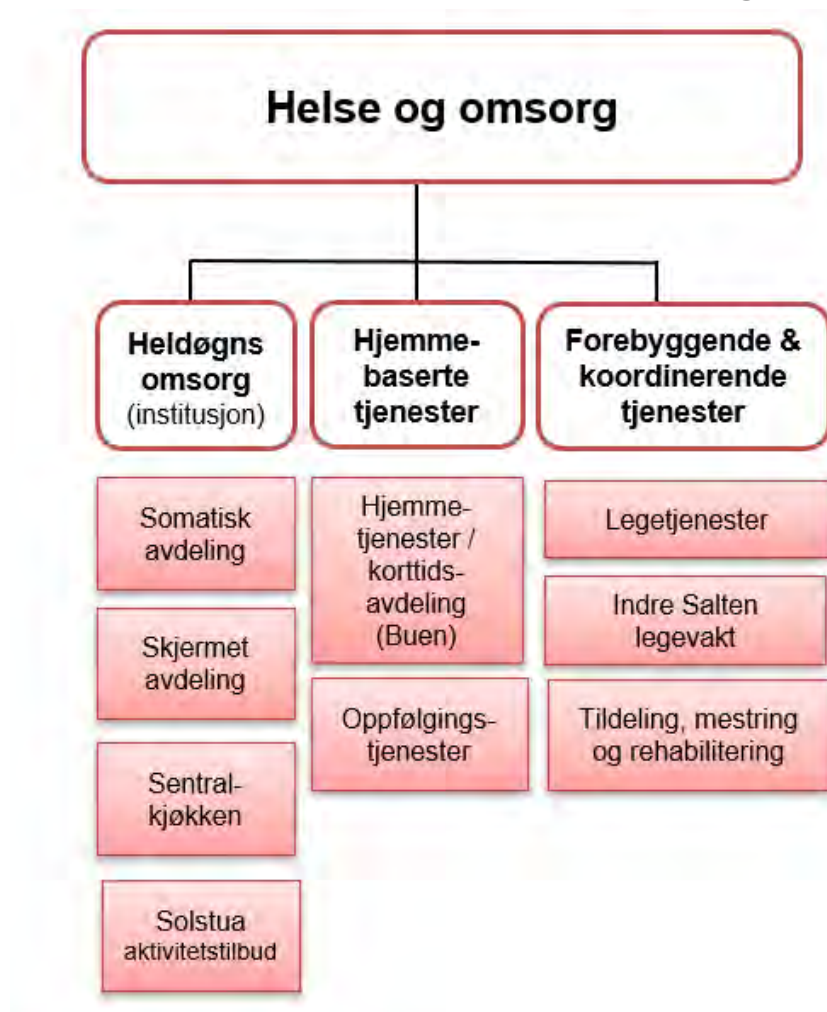 Helse og omsorg
Heldøgns
omsorg
(institusjon)
Hjemme-
baserte
tjenester
Forebyggende &
koordinerende
tjenester
Somatisk
avdeling
Skjermet
avdeling
Sentral-
kjøkken
Solstua
aktivitetstilbud
Hjemme-
tjenester /
korttids-
avdeling
(Buen)
Oppfølgings-
tjenester
Legetjenester
Indre Salten
legevakt
Tildeling, mestring
og rehabilitering